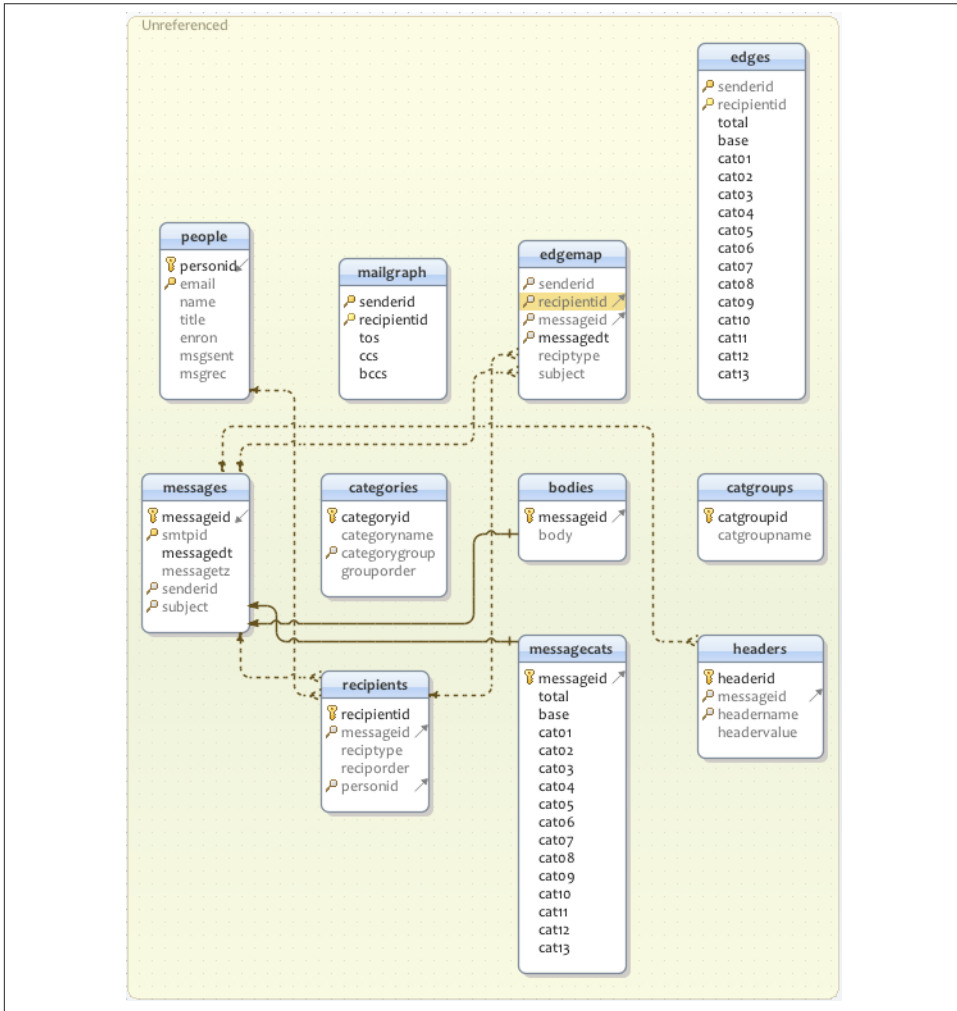 Unreferenced
edges
senderid
recipientid
total
base
cat01
cat02
cat03
cat04
cat05
cat06
cat07
cat08
cat09
cat10
cat11
cat12
cat13
people
personid
email
name
title
enron
msgsent
msgrec
mailgraph
senderid
recipientid
tos
ccs
bccs
edgemap
senderid
recipientid
messageid
messagedt
reciptype
subject
messages
messageid
smtpid
messagedt
messagetz
senderid
subject
categories
categoryid
categoryname
categorygroup
grouporder
bodies
messageid
body
catgroups
catgroupid
catgroupname
recipients
recipientid
messageid
reciptype
reciporder
personid
messagecats
messageid
total
base
cat01
cat02
cat03
cat04
cat05
cat06
cat07
cat08
cat09
cat10
cat11
cat12
cat13
headers
headerid
messageid
headername
headervalue